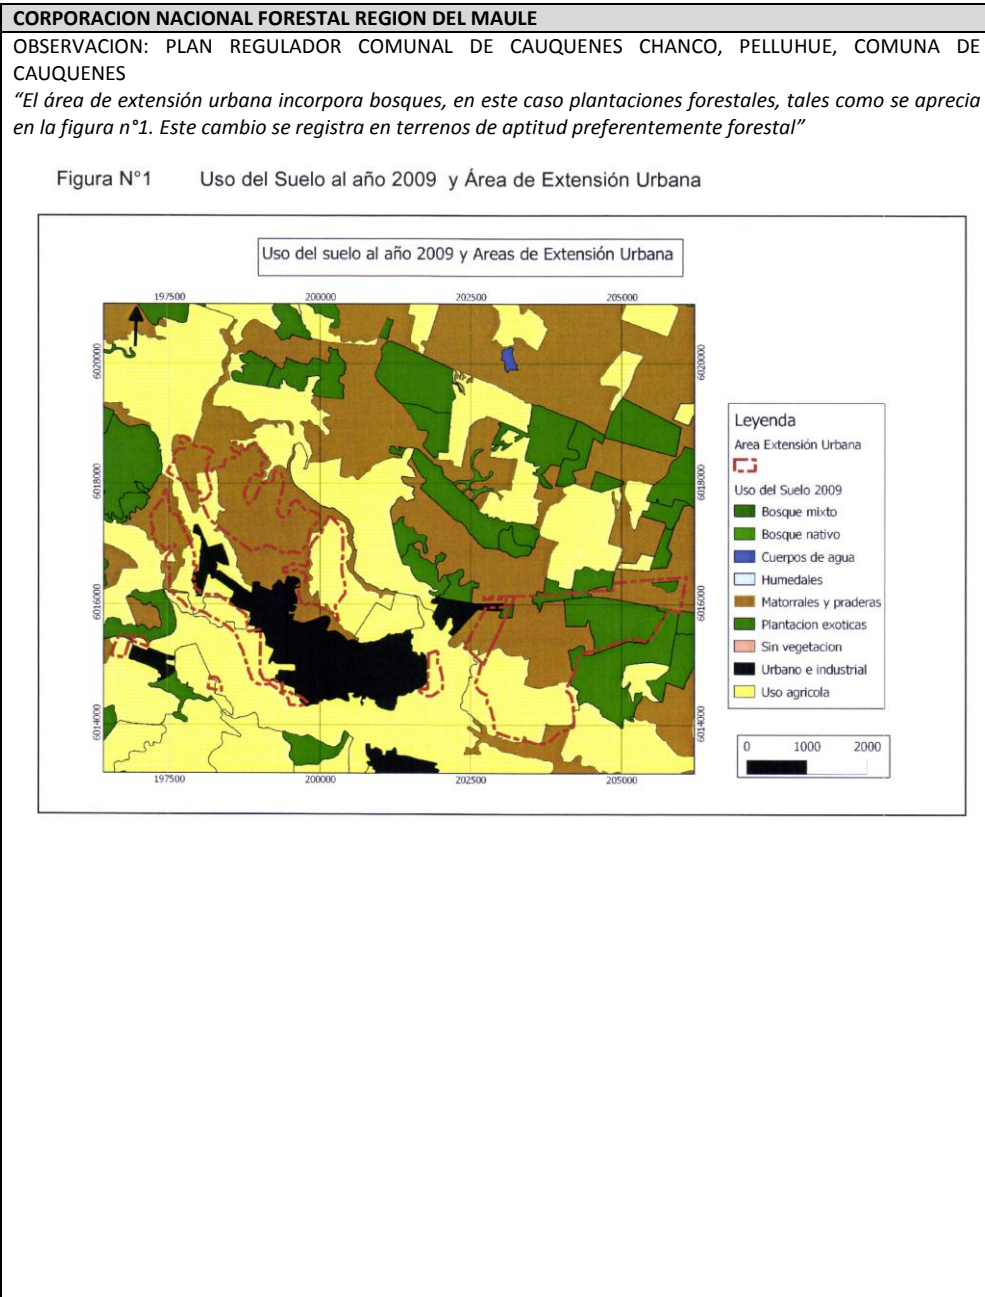 CORPORACION NACIONAL FORESTAL REGION DEL MAULE
OBSERVACION: PLAN REGULADOR COMUNAL DE CAUQUENES CHANCO, PELLUHUE, COMUNA DE
CAUQUENES
“El área de extensión urbana incorpora bosques, en este caso plantaciones forestales, tales como se aprecia
en la figura n°1. Este cambio se registra en terrenos de aptitud preferentemente forestal”
Figura N°1 Uso del Suelo al año 2009 y Área de Extensión Urbana
Uso del suelo al año 2009 y Areas de Extensión Urbana
197500 200000 202500 205000
6020000 6020000
6018000 6018000
6016000 6016000
6014000 6014000
197500 200000 202500 205000
Leyenda
Area Extensión Urbana
Uso del Suelo 2009
Bosque mixto
Bosque nativo
Cuerpos de agua
Humedales
Matorrales y praderas
Plantacion exoticas
Sin vegetacion
Urbano e industrial
Uso agricola
0 1000 2000